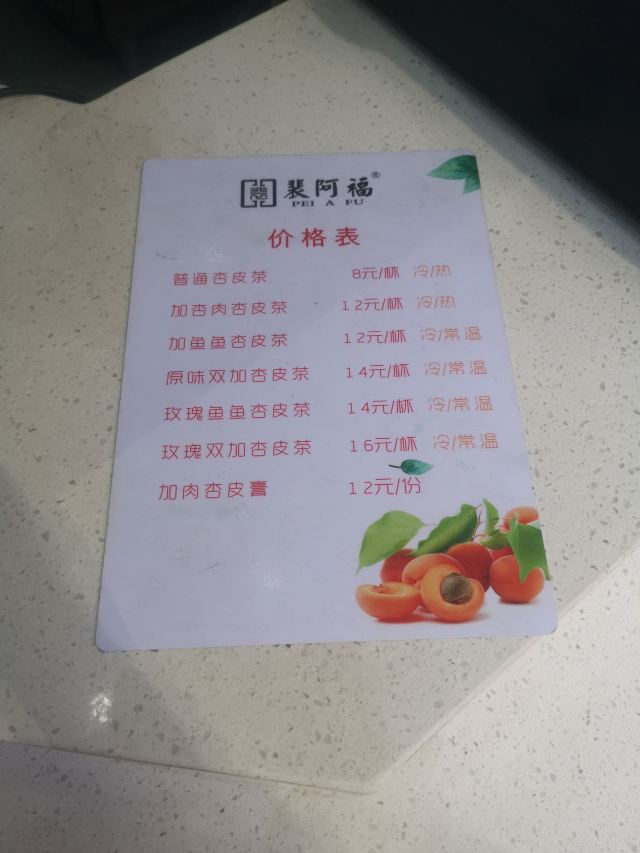 裴阿福®
PEI A FU
价格表
普通杏皮茶 8元/杯 冷/热
加杏肉杏皮茶 12元/杯 冷/热
加鱼鱼杏皮茶 12元/杯 冷/常温
原味双加杏皮茶 14元/杯 冷/常温
玫瑰鱼鱼杏皮茶 14元/杯 冷/常温
玫瑰双加杏皮茶 16元/杯 冷/常温
加肉杏皮膏 12元/份